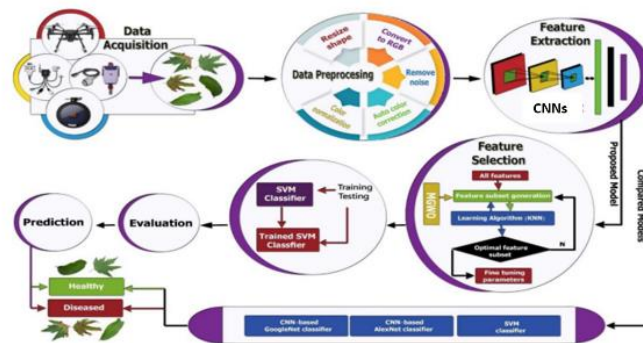 Data
Acquisition
Resize
shape
Convert
to RGB
Data Preprocesing
Remove
noise
Color
normalization
Auto color
correction
Feature
Extraction
CNNs
Proposed Model
Compared Models
Feature
Selection
All features
MGWO
Feature subset generation
Learning Algorithm (KNN)
Optimal feature
subset
N
Fine tuning
parameters
SVM
Classifier
Training
Testing
Trained SVM
Classfier
Evaluation
Prediction
Healthy
Diseased
CNN-based
GoogleNet classifier
CNN-based
AlexNet classifier
SVM
classifier